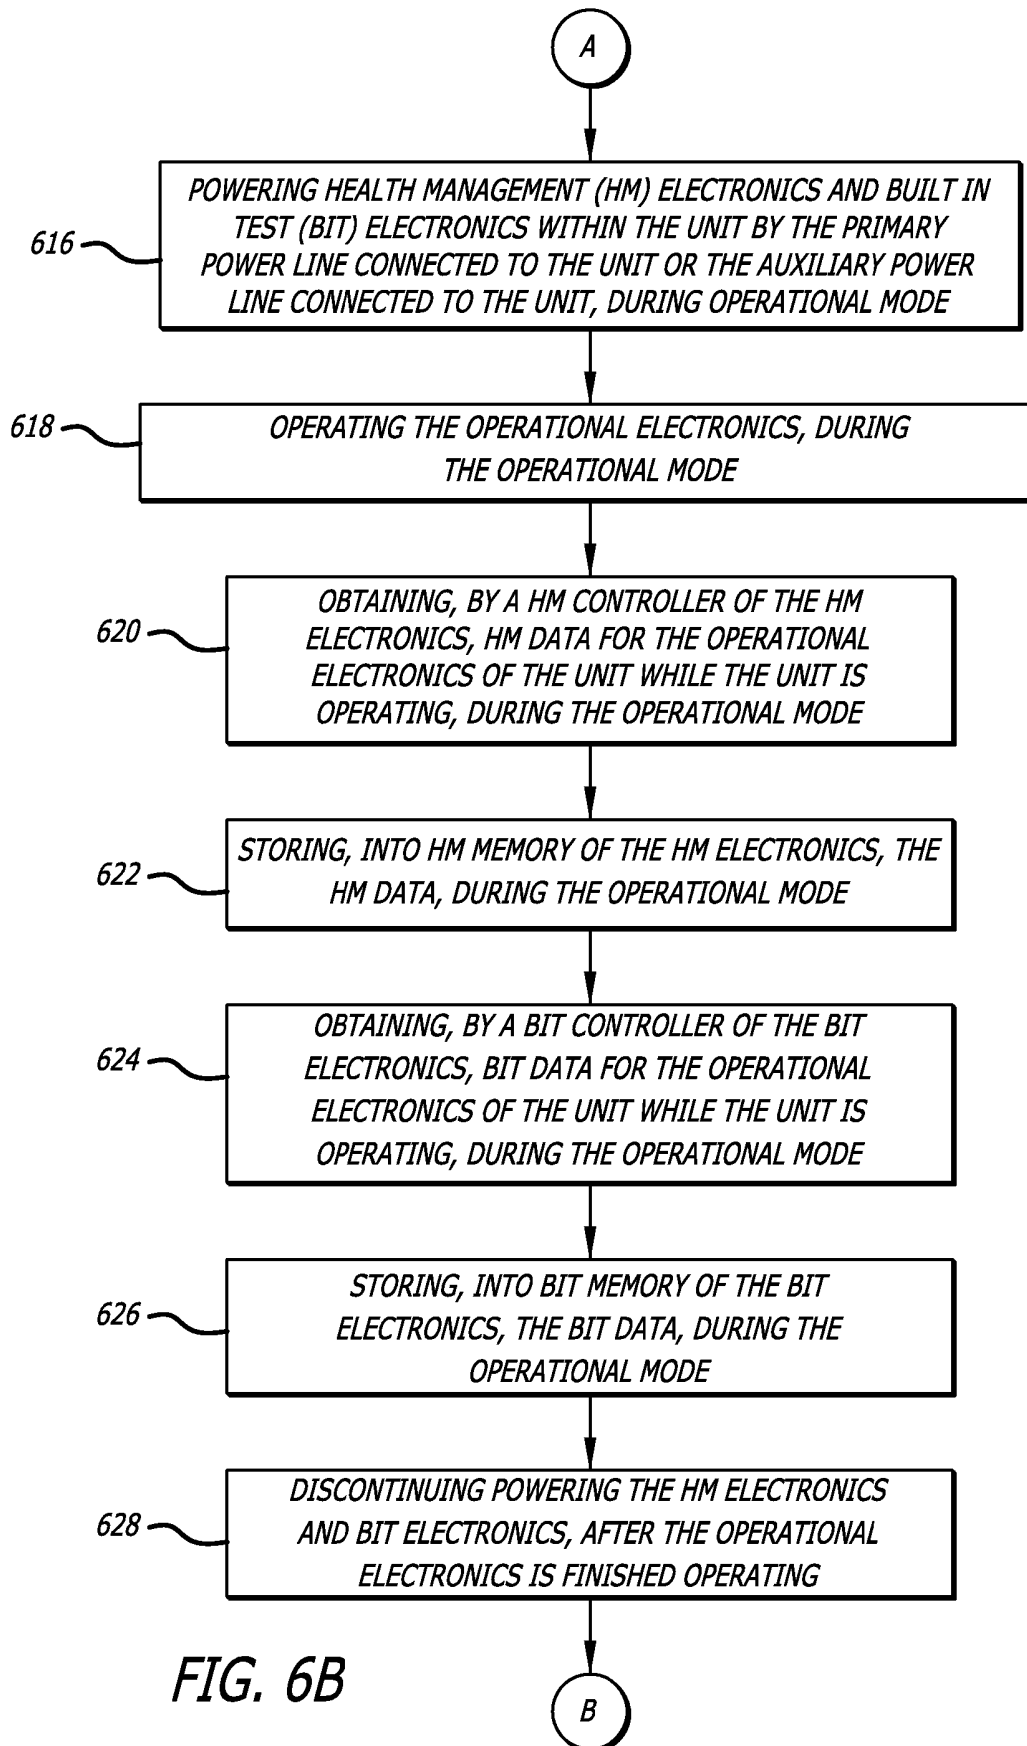 A
POWERING HEALTH MANAGEMENT (HM) ELECTRONICS AND BUILT IN
TEST (BIT) ELECTRONICS WITHIN THE UNIT BY THE PRIMARY
POWER LINE CONNECTED TO THE UNIT OR THE AUXILIARY POWER
LINE CONNECTED TO THE UNIT, DURING OPERATIONAL MODE
616
OPERATING THE OPERATIONAL ELECTRONICS, DURING
THE OPERATIONAL MODE
618
OBTAINING, BY A HM CONTROLLER OF THE HM
ELECTRONICS, HM DATA FOR THE OPERATIONAL
ELECTRONICS OF THE UNIT WHILE THE UNIT IS
OPERATING, DURING THE OPERATIONAL MODE
620
STORING, INTO HM MEMORY OF THE HM ELECTRONICS, THE
HM DATA, DURING THE OPERATIONAL MODE
622
OBTAINING, BY A BIT CONTROLLER OF THE BIT
ELECTRONICS, BIT DATA FOR THE OPERATIONAL
ELECTRONICS OF THE UNIT WHILE THE UNIT IS
OPERATING, DURING THE OPERATIONAL MODE
624
STORING, INTO BIT MEMORY OF THE BIT
ELECTRONICS, THE BIT DATA, DURING THE
OPERATIONAL MODE
626
DISCONTINUING POWERING THE HM ELECTRONICS
AND BIT ELECTRONICS, AFTER THE OPERATIONAL
ELECTRONICS IS FINISHED OPERATING
628
FIG. 6B
B